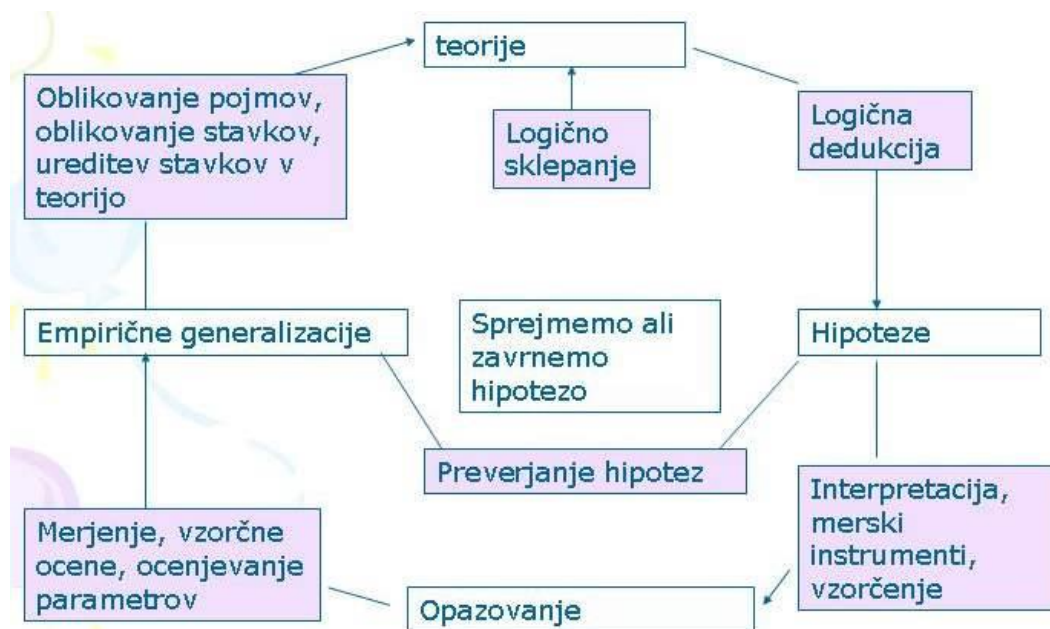 teorije
Oblikovanje pojmov,
oblikovanje stavkov,
ureditev stavkov v
teorijo
Logično
sklepanje
Logična
dedukcija
Empirične generalizacije
Sprejmemo ali
zavrnemo
hipotezo
Hipoteze
Preverjanje hipotez
Merjenje, vzorčne
ocene, ocenjevanje
parametrov
Opazovanje
Interpretacija,
merski
instrumenti,
vzorčenje